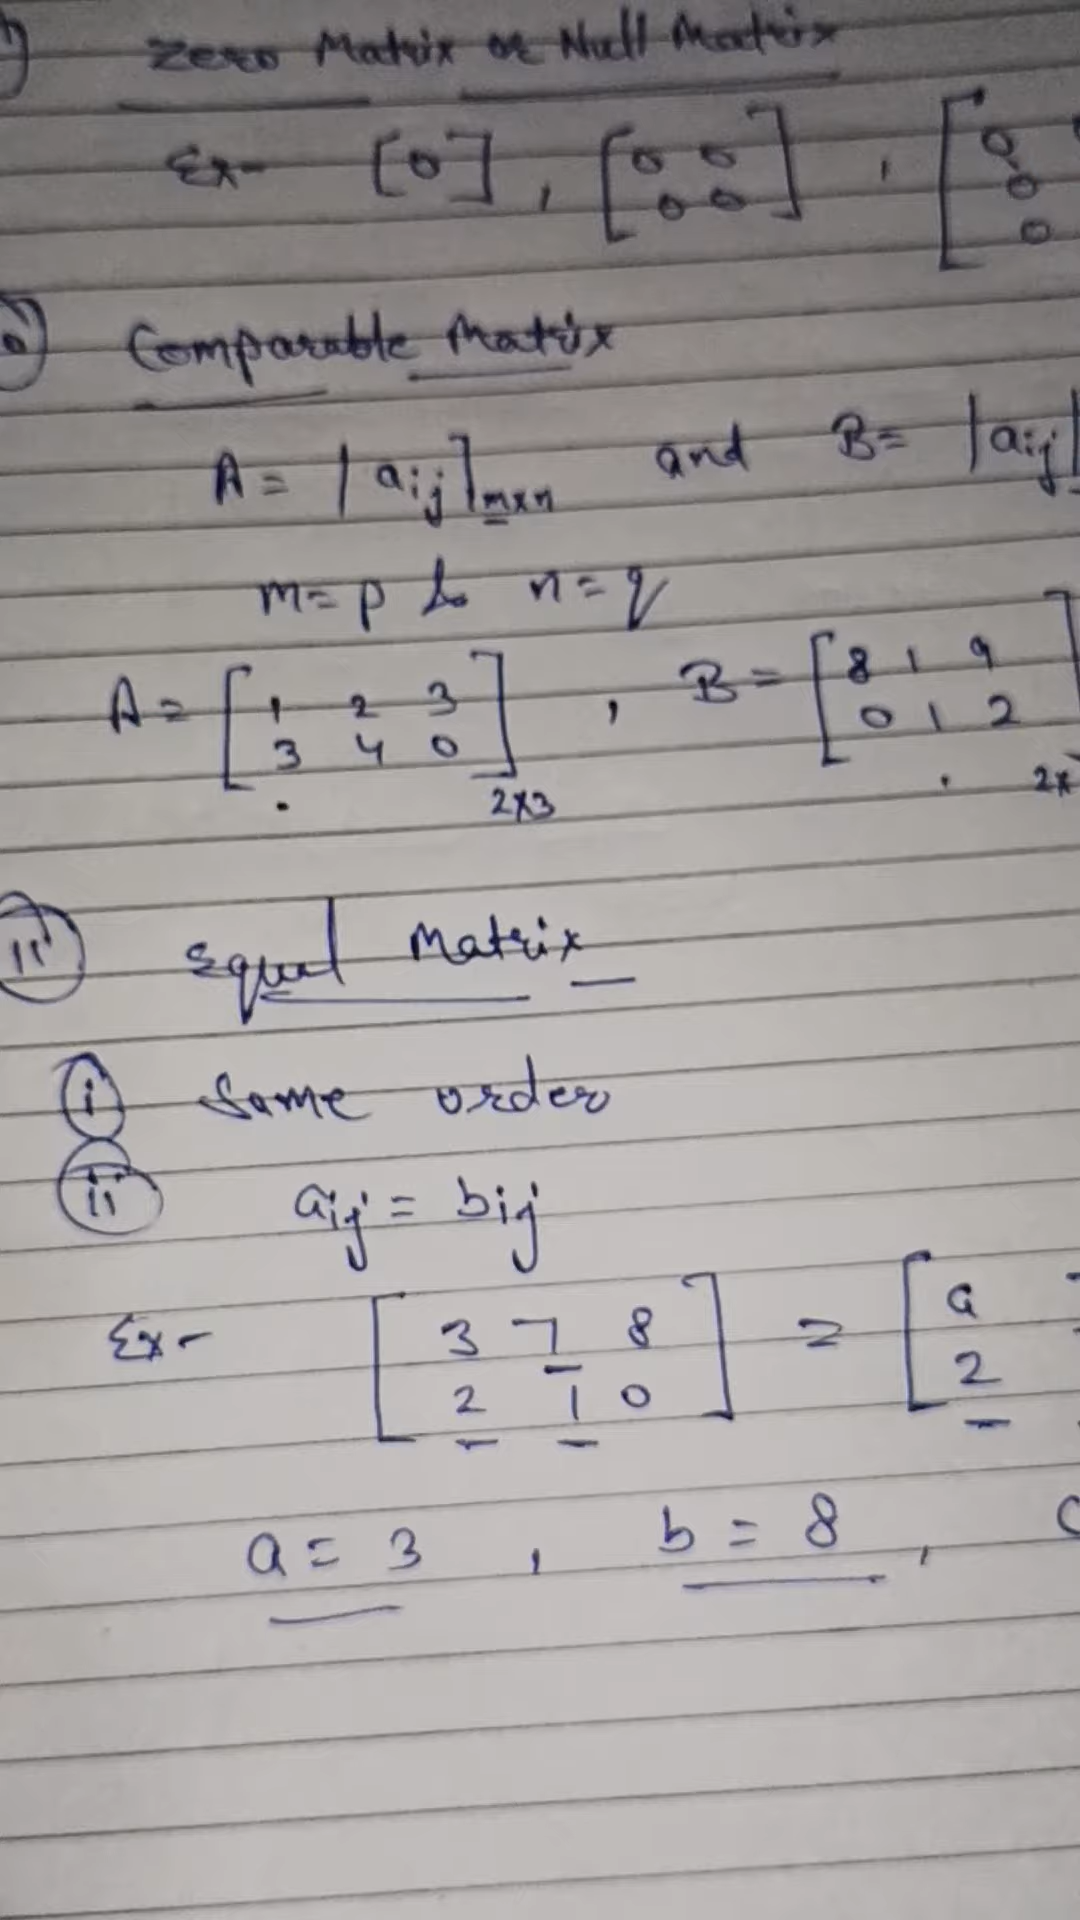 Zero Matrix or Null Matrix
Ex- [0], [0 0
0 0], [0
0
0
Comparable Matrix
A = |aij]m×n and B = |aij|
m=p & n=q
A = [1 2 3
3 4 0]2×3, B = [8 1 9
0 1 2]2×
11 Equal Matrix
i Same order
ii aij = bij
Ex- [3 7 8
2 1 0] = [a
2
a = 3, b = 8,